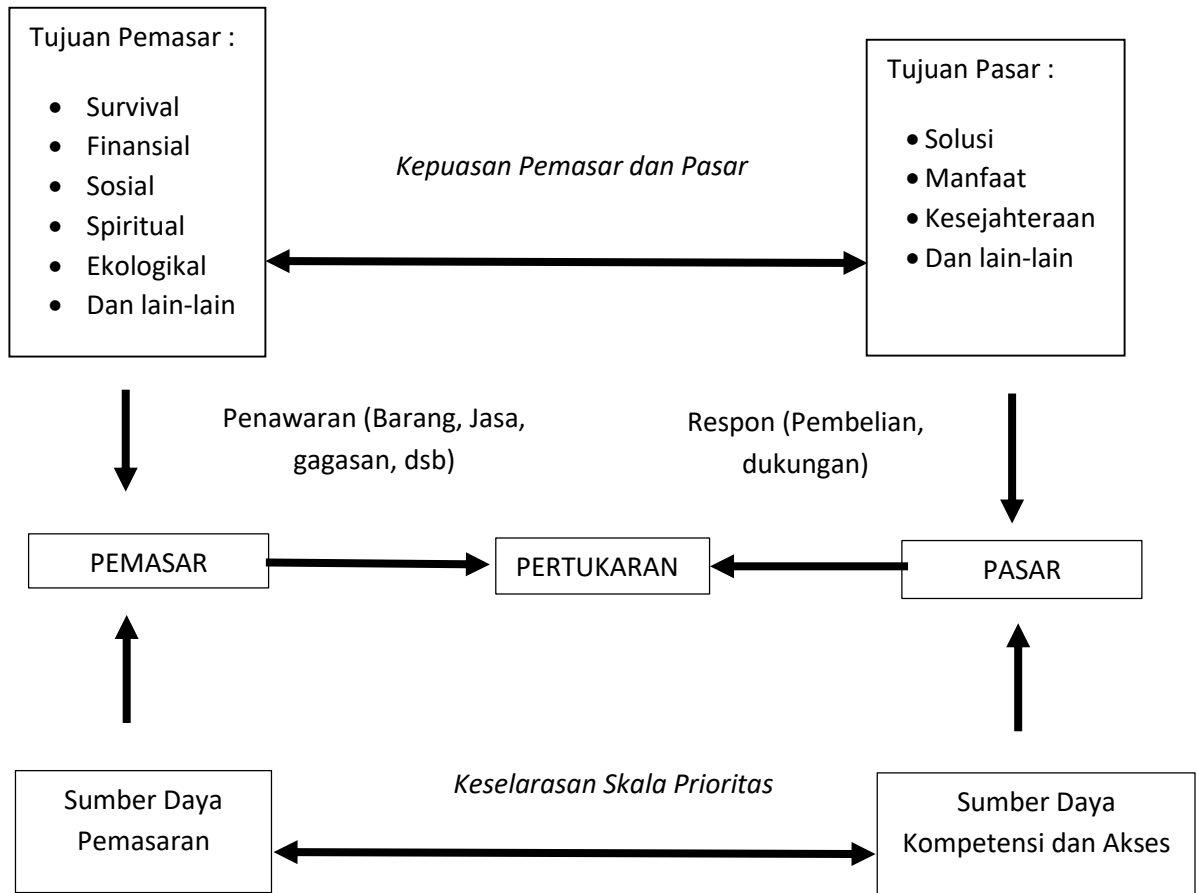 Tujuan Pemasar :
• Survival
• Finansial
• Sosial
• Spiritual
• Ekologikal
• Dan lain-lain
Kepuasan Pemasar dan Pasar
Tujuan Pasar :
• Solusi
• Manfaat
• Kesejahteraan
• Dan lain-lain
Penawaran (Barang, Jasa,
gagasan, dsb)
Respon (Pembelian,
dukungan)
PEMASAR
PERTUKARAN
PASAR
Sumber Daya
Pemasaran
Keselarasan Skala Prioritas
Sumber Daya
Kompetensi dan Akses